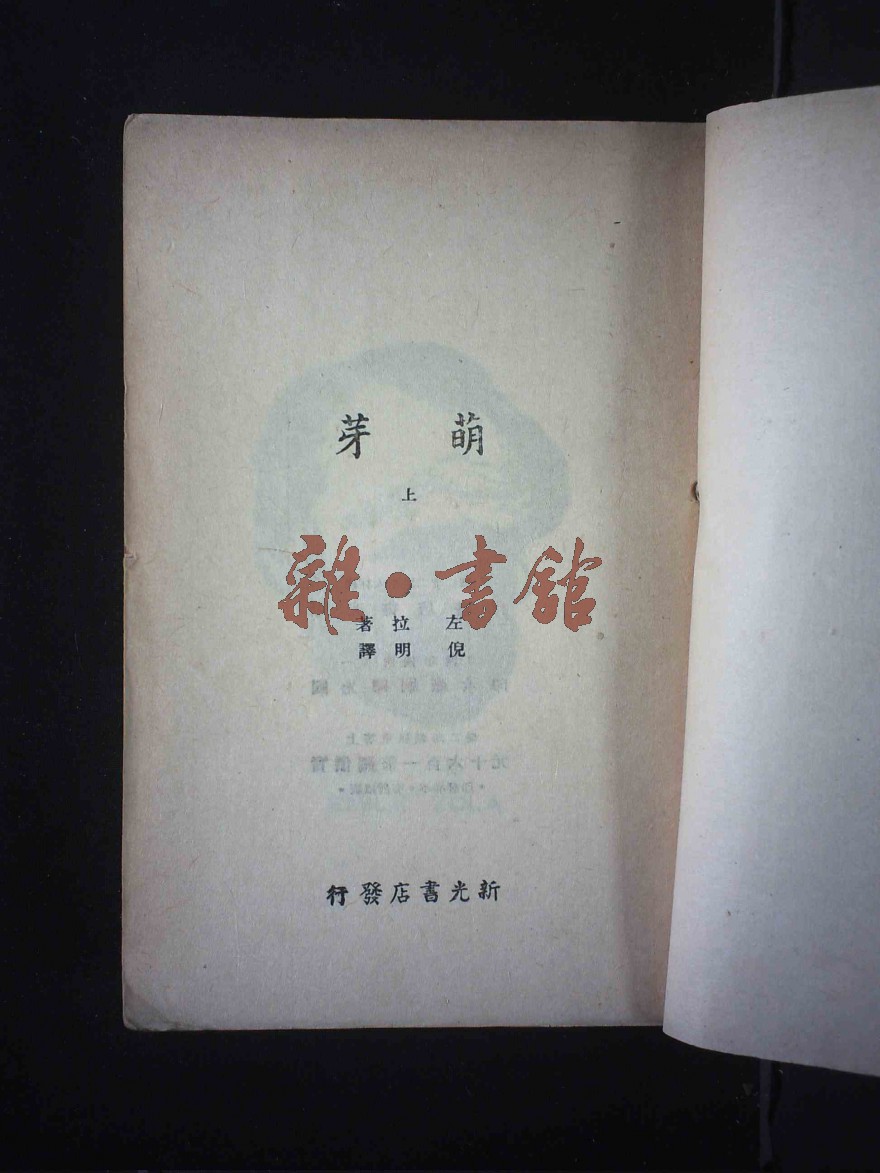 萌芽
上
雜·書館
左拉著
倪明譯
新光書店發行